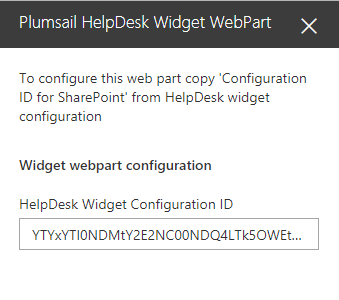 Plumsail HelpDesk Widget WebPart
To configure this web part copy 'Configuration
ID for SharePoint' from HelpDesk widget
configuration
Widget webpart configuration
HelpDesk Widget Configuration ID
YTYxYTI0NDMtY2E2NC00NDQ4LTk5OWEt...